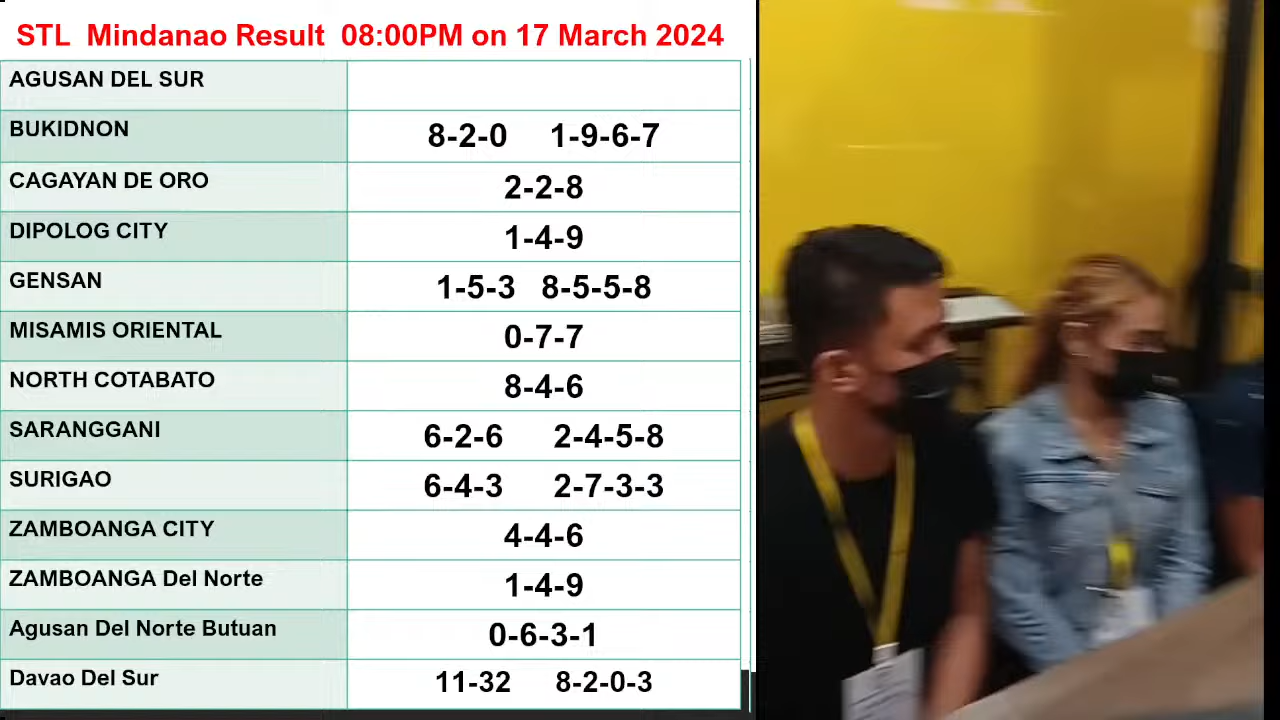 STL Mindanao Result 08:00PM on 17 March 2024
AGUSAN DEL SUR
BUKIDNON 8-2-0 1-9-6-7
CAGAYAN DE ORO 2-2-8
DIPOLOG CITY 1-4-9
GENSAN 1-5-3 8-5-5-8
MISAMIS ORIENTAL 0-7-7
NORTH COTABATO 8-4-6
SARANGGANI 6-2-6 2-4-5-8
SURIGAO 6-4-3 2-7-3-3
ZAMBOANGA CITY 4-4-6
ZAMBOANGA Del Norte 1-4-9
Agusan Del Norte Butuan 0-6-3-1
Davao Del Sur 11-32 8-2-0-3